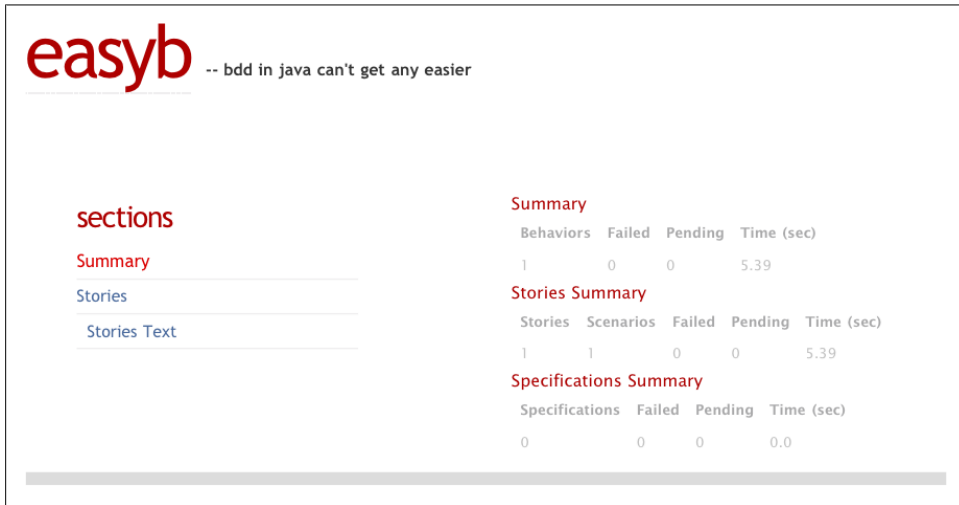 easyb -- bdd in java can't get any easier
sections
Summary
Stories
Stories Text
Summary
Behaviors Failed Pending Time (sec)
1 0 0 5.39
Stories Summary
Stories Scenarios Failed Pending Time (sec)
1 1 0 0 5.39
Specifications Summary
Specifications Failed Pending Time (sec)
0 0 0 0.0